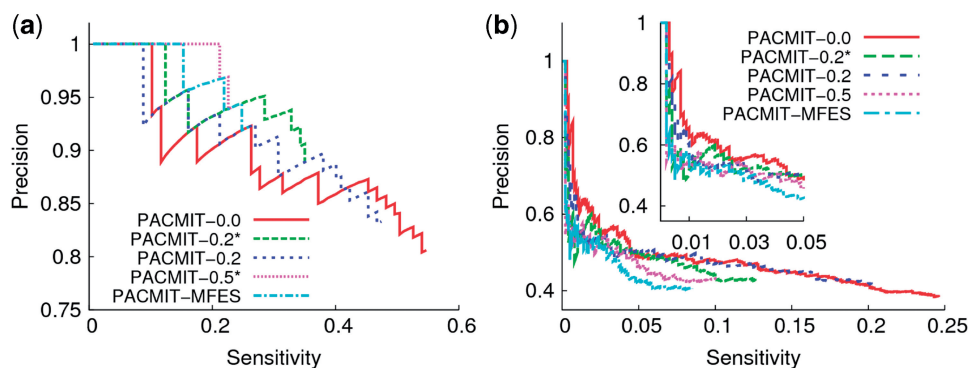 (a)
1
0.95
0.9
0.85
0.8
0.75
Precision
PACMIT–0.0
PACMIT–0.2*
PACMIT–0.2
PACMIT–0.5*
PACMIT–MFES
0 0.2 0.4 0.6
Sensitivity
(b)
1
0.8
0.6
0.4
Precision
PACMIT–0.0
PACMIT–0.2*
PACMIT–0.2
PACMIT–0.5
PACMIT–MFES
1
0.8
0.6
0.4
0.01 0.03 0.05
0 0.05 0.1 0.15 0.2 0.25
Sensitivity